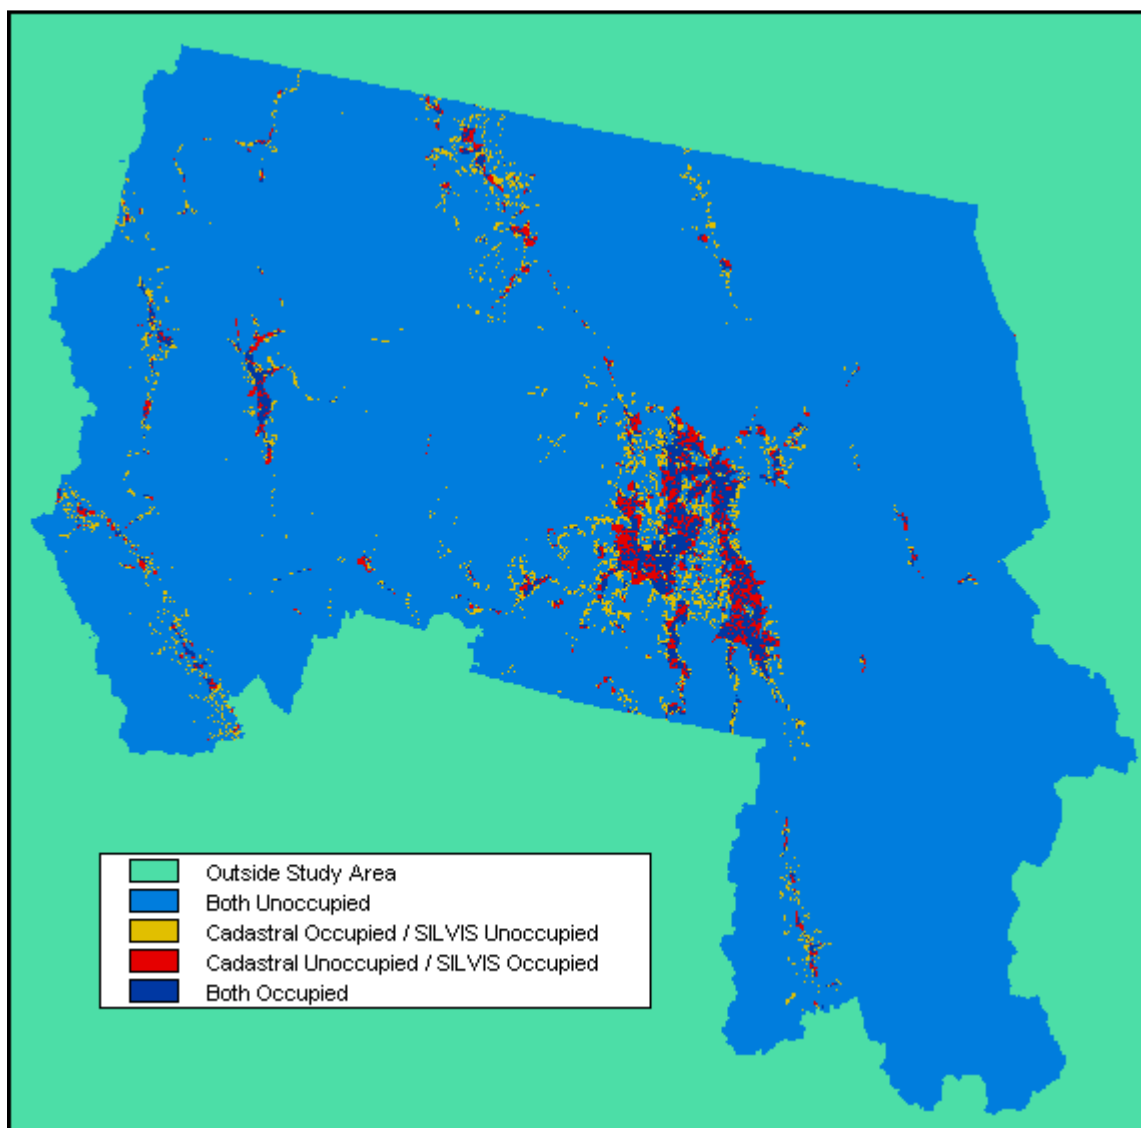 Outside Study Area
Both Unoccupied
Cadastral Occupied / SILVIS Unoccupied
Cadastral Unoccupied / SILVIS Occupied
Both Occupied